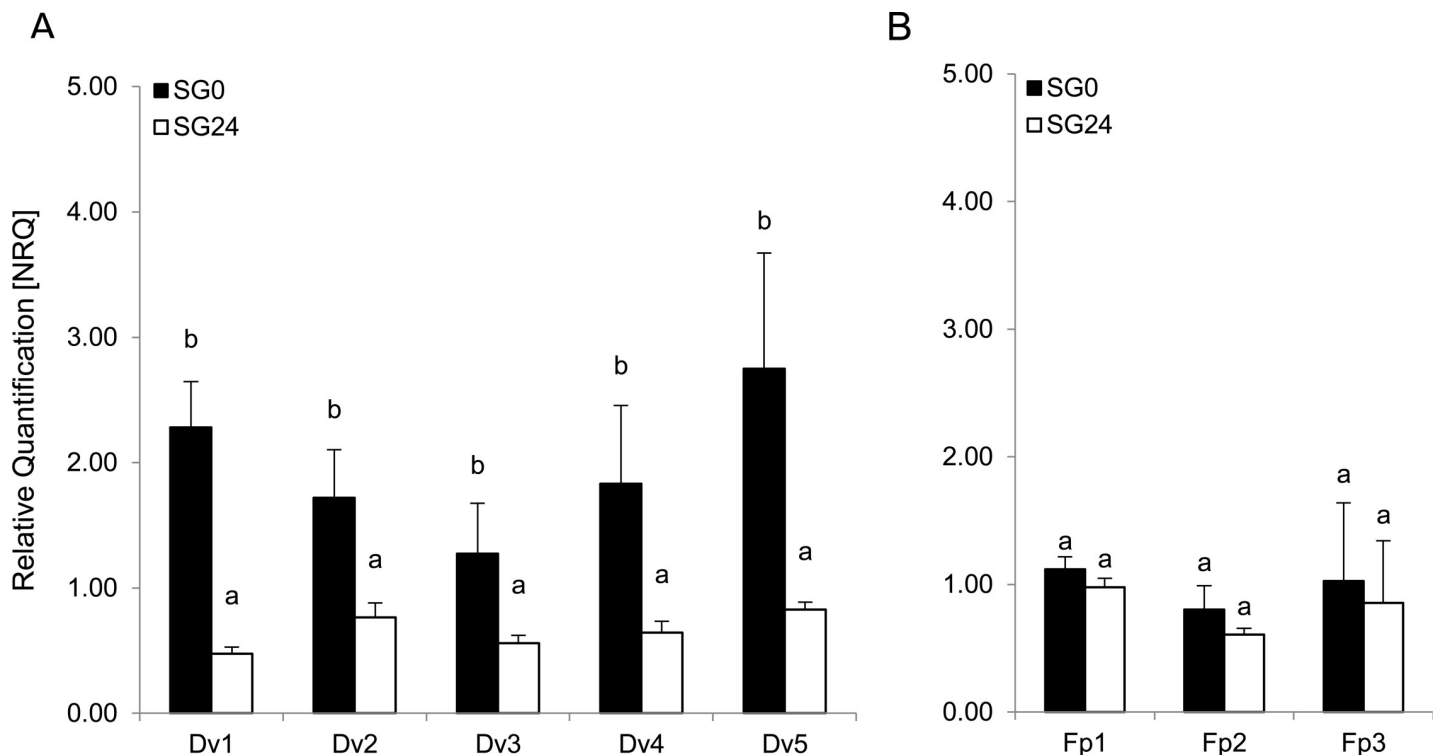 A
Relative Quantification [NRQ]
5.00
4.00
3.00
2.00
1.00
0.00
SG0
SG24
b
a
b
a
b
a
b
a
b
a
Dv1 Dv2 Dv3 Dv4 Dv5
B
5.00
4.00
3.00
2.00
1.00
0.00
SG0
SG24
a
a
a
a
a
a
Fp1 Fp2 Fp3